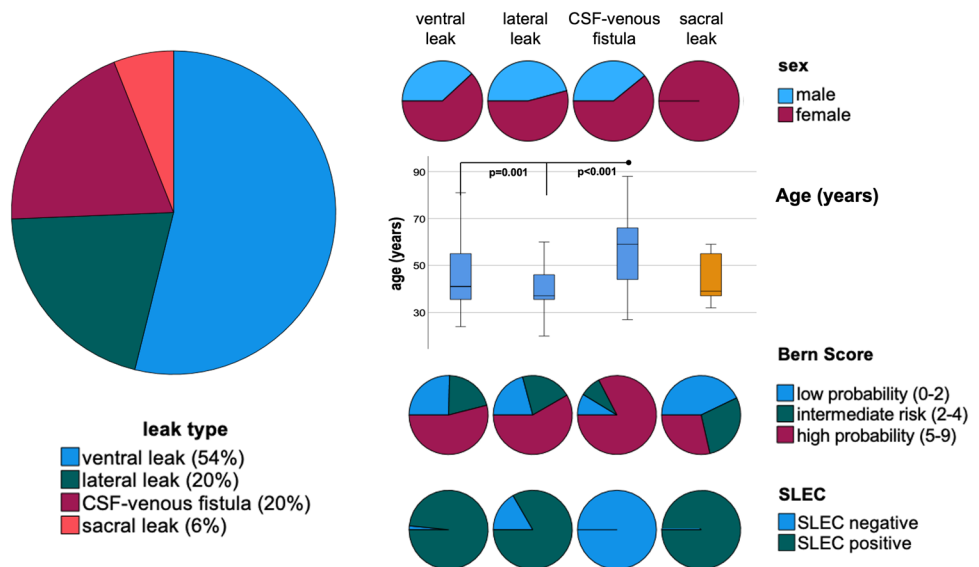 ventral leak
lateral leak
CSF-venous fistula
sacral leak
sex
male
female
p=0.001
p<0.001
90
70
50
30
age (years)
Age (years)
Bern Score
low probability (0-2)
intermediate risk (2-4)
high probability (5-9)
leak type
ventral leak (54%)
lateral leak (20%)
CSF-venous fistula (20%)
sacral leak (6%)
SLEC
SLEC negative
SLEC positive